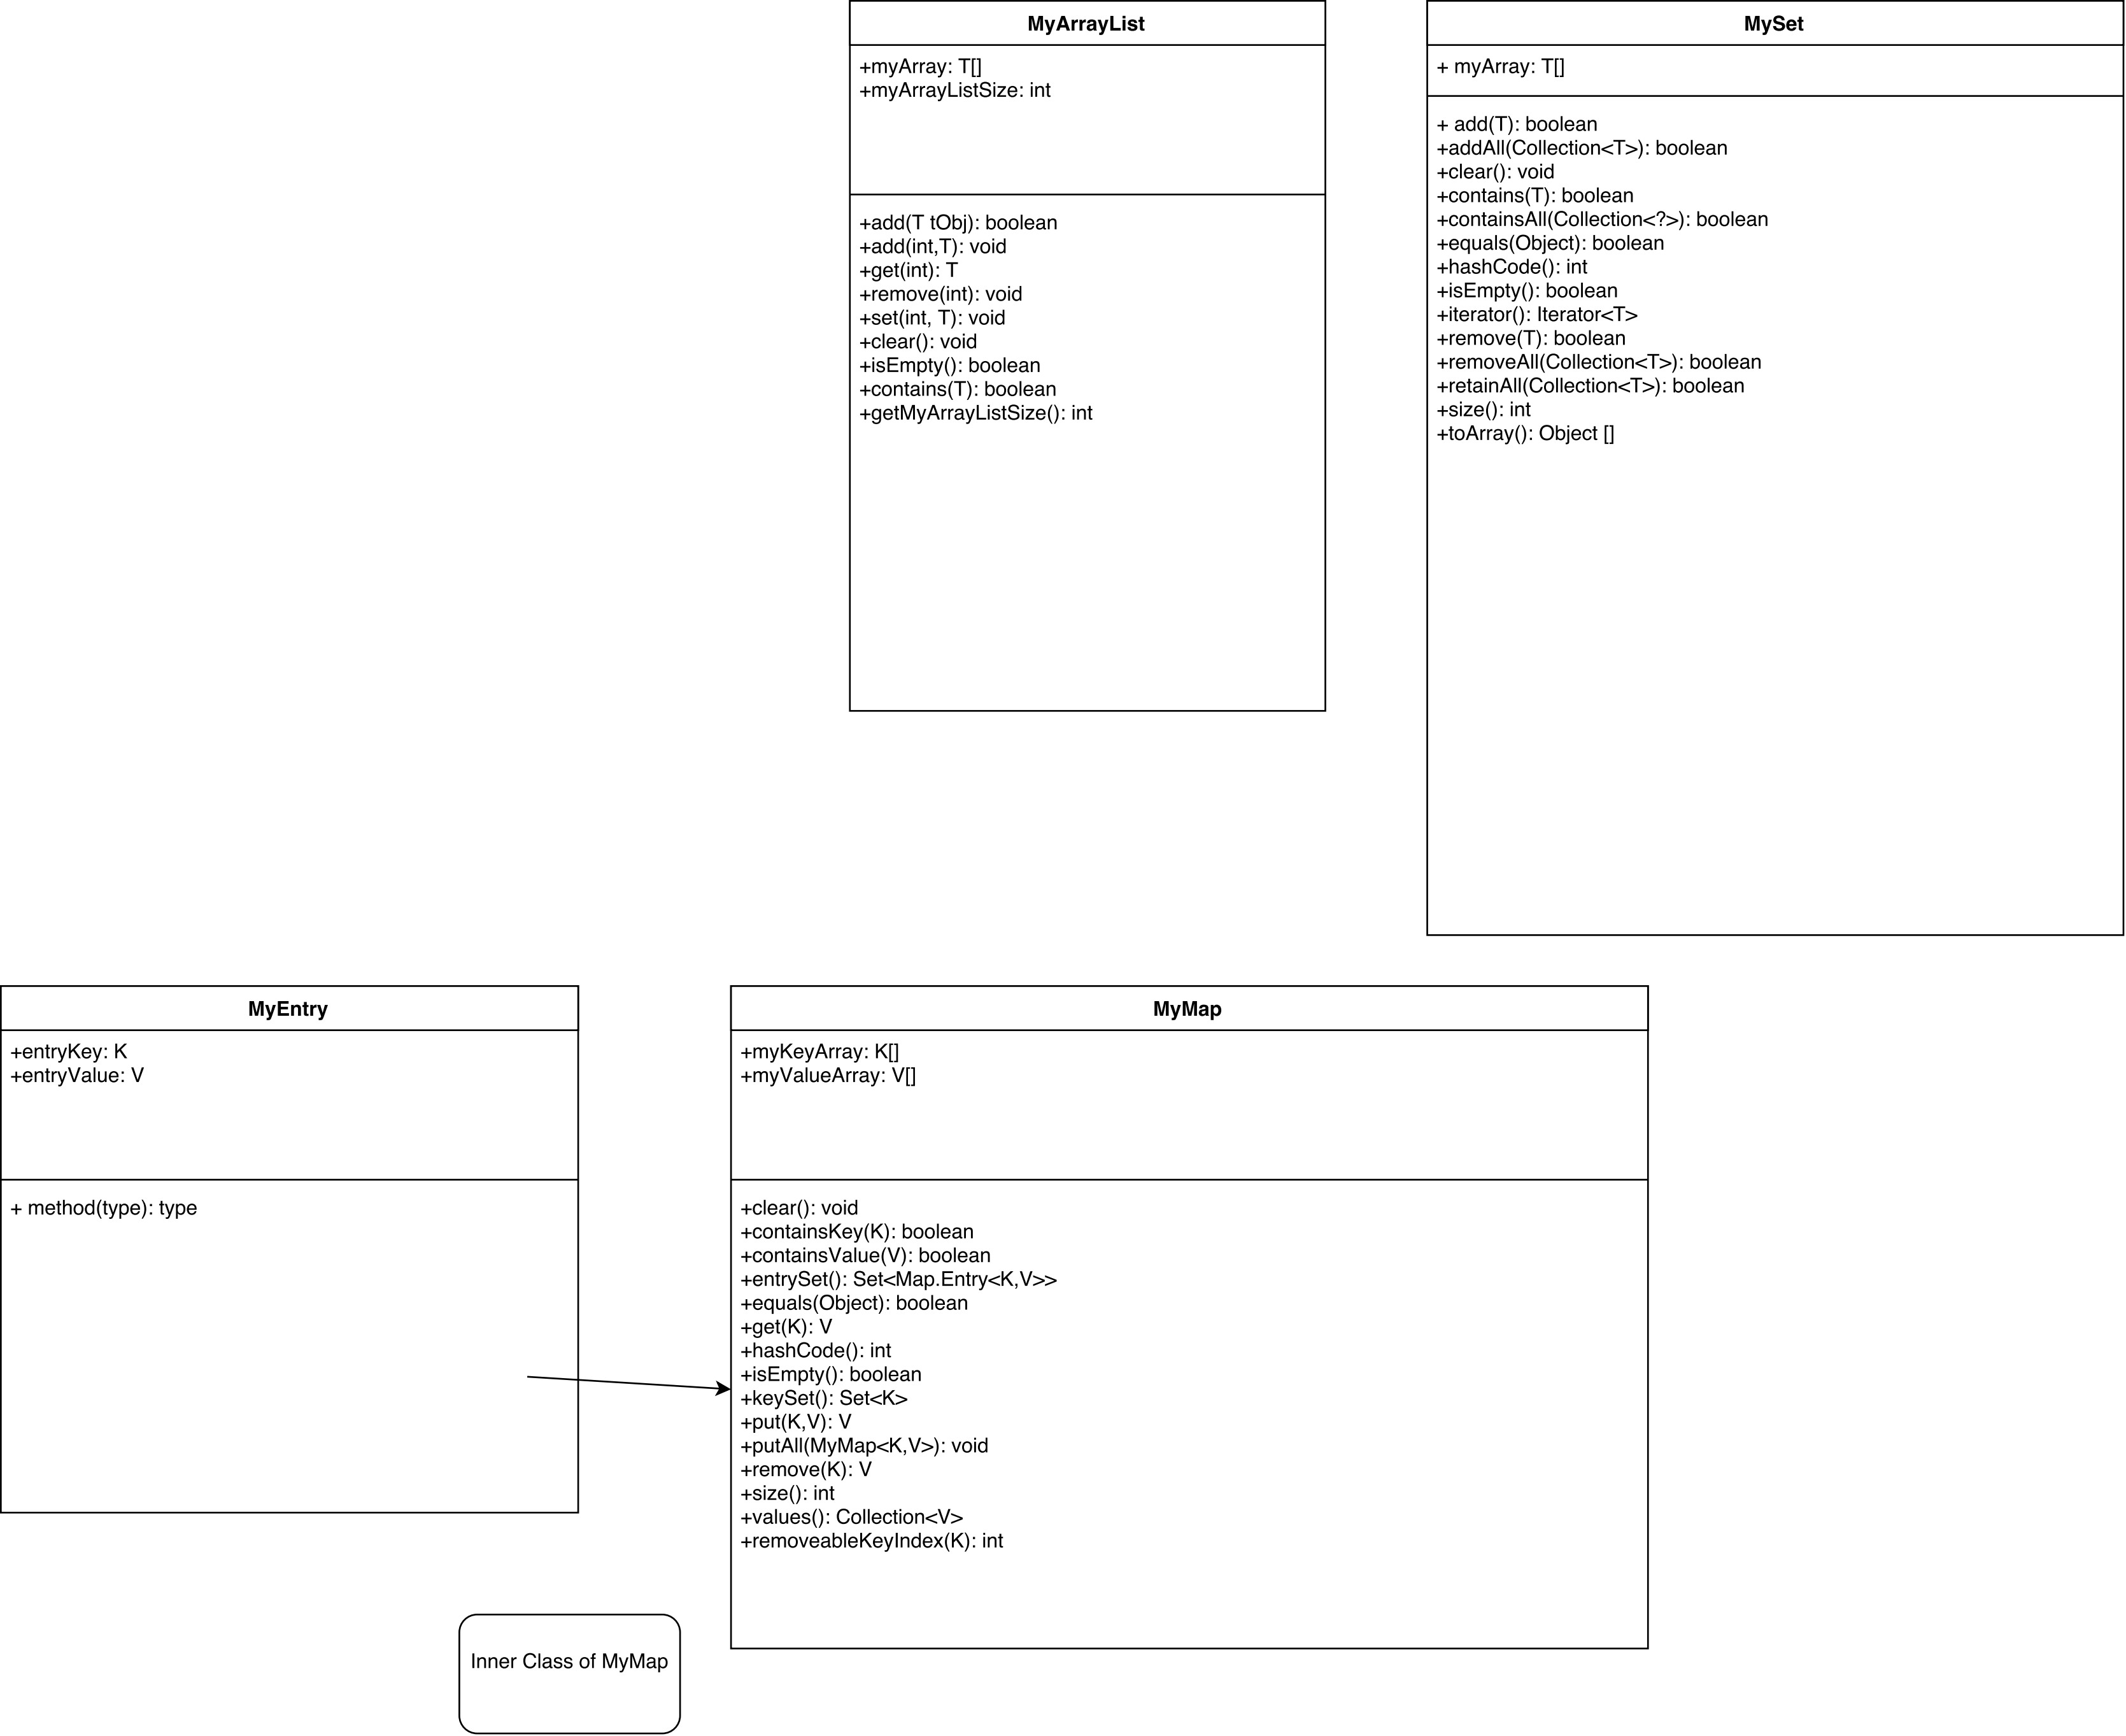 MyArrayList
+myArray: T[]
+myArrayListSize: int
+add(T tObj): boolean
+add(int,T): void
+get(int): T
+remove(int): void
+set(int, T): void
+clear(): void
+isEmpty(): boolean
+contains(T): boolean
+getMyArrayListSize(): int
MySet
+ myArray: T[]
+ add(T): boolean
+addAll(Collection<T>): boolean
+clear(): void
+contains(T): boolean
+containsAll(Collection<?>): boolean
+equals(Object): boolean
+hashCode(): int
+isEmpty(): boolean
+iterator(): Iterator<T>
+remove(T): boolean
+removeAll(Collection<T>): boolean
+retainAll(Collection<T>): boolean
+size(): int
+toArray(): Object []
MyEntry
+entryKey: K
+entryValue: V
+ method(type): type
MyMap
+myKeyArray: K[]
+myValueArray: V[]
+clear(): void
+containsKey(K): boolean
+containsValue(V): boolean
+entrySet(): Set<Map.Entry<K,V>>
+equals(Object): boolean
+get(K): V
+hashCode(): int
+isEmpty(): boolean
+keySet(): Set<K>
+put(K,V): V
+putAll(MyMap<K,V>): void
+remove(K): V
+size(): int
+values(): Collection<V>
+removeableKeyIndex(K): int
Inner Class of MyMap